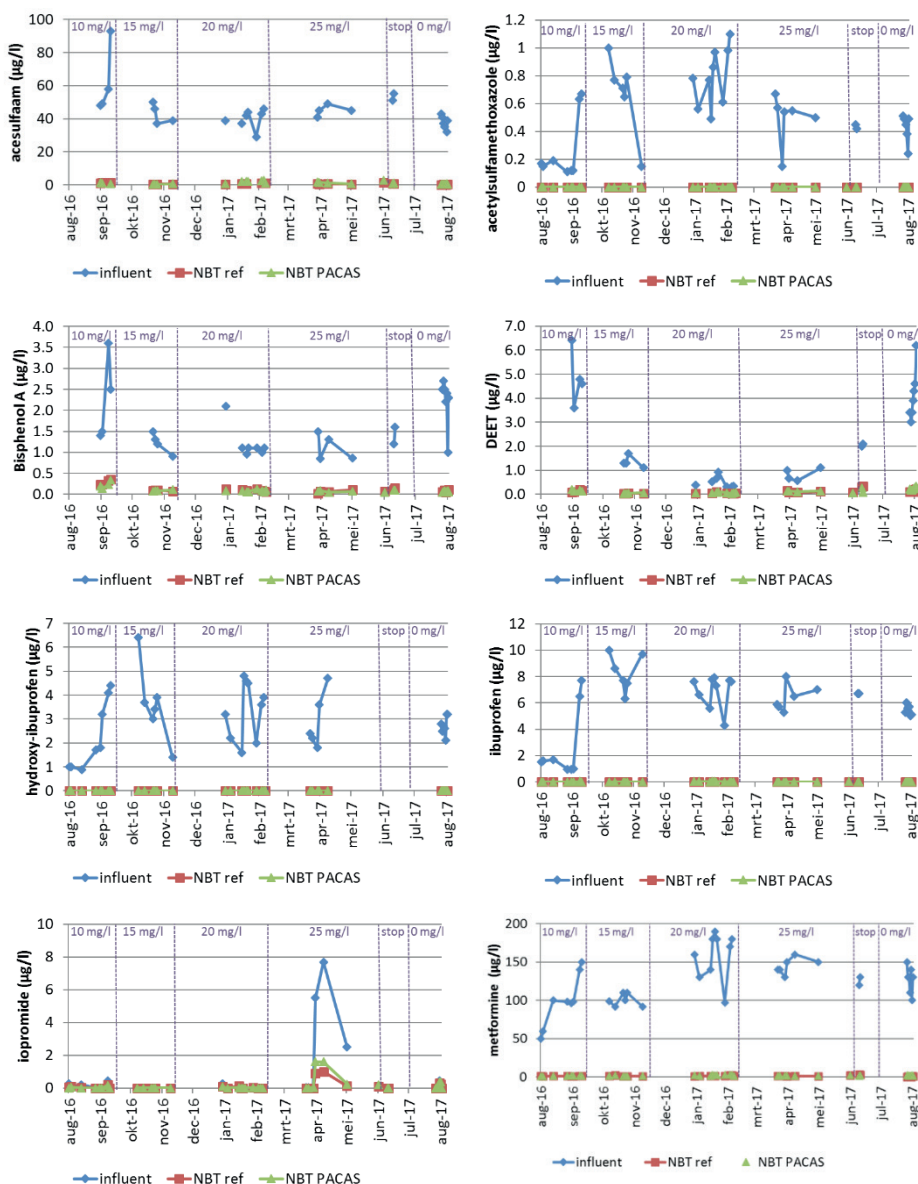 acesulfaam (µg/l)
100
80
60
40
20
0
10 mg/l 15 mg/l 20 mg/l 25 mg/l stop 0 mg/l
aug-16 sep-16 okt-16 nov-16 dec-16 jan-17 feb-17 mrt-17 apr-17 mei-17 jun-17 jul-17 aug-17
influent NBT ref NBT PACAS
acetylsulfamethoxazole (µg/l)
1.2
1
0.8
0.6
0.4
0.2
0
10 mg/l 15 mg/l 20 mg/l 25 mg/l stop 0 mg/l
aug-16 sep-16 okt-16 nov-16 dec-16 jan-17 feb-17 mrt-17 apr-17 mei-17 jun-17 jul-17 aug-17
influent NBT ref NBT PACAS
Bisphenol A (µg/l)
4.0
3.5
3.0
2.5
2.0
1.5
1.0
0.5
0.0
10 mg/l 15 mg/l 20 mg/l 25 mg/l stop 0 mg/l
aug-16 sep-16 okt-16 nov-16 dec-16 jan-17 feb-17 mrt-17 apr-17 mei-17 jun-17 jul-17 aug-17
influent NBT ref NBT PACAS
DEET (µg/l)
7.0
6.0
5.0
4.0
3.0
2.0
1.0
0.0
10 mg/l 15 mg/l 20 mg/l 25 mg/l stop 0 mg/l
aug-16 sep-16 okt-16 nov-16 dec-16 jan-17 feb-17 mrt-17 apr-17 mei-17 jun-17 jul-17 aug-17
influent NBT ref NBT PACAS
hydroxy-ibuprofen (µg/l)
7
6
5
4
3
2
1
0
10 mg/l 15 mg/l 20 mg/l 25 mg/l stop 0 mg/l
aug-16 sep-16 okt-16 nov-16 dec-16 jan-17 feb-17 mrt-17 apr-17 mei-17 jun-17 jul-17 aug-17
influent NBT ref NBT PACAS
ibuprofen (µg/l)
12
10
8
6
4
2
0
10 mg/l 15 mg/l 20 mg/l 25 mg/l stop 0 mg/l
aug-16 sep-16 okt-16 nov-16 dec-16 jan-17 feb-17 mrt-17 apr-17 mei-17 jun-17 jul-17 aug-17
influent NBT ref NBT PACAS
iopromide (µg/l)
10
8
6
4
2
0
10 mg/l 15 mg/l 20 mg/l 25 mg/l stop 0 mg/l
aug-16 sep-16 okt-16 nov-16 dec-16 jan-17 feb-17 mrt-17 apr-17 mei-17 jun-17 jul-17 aug-17
influent NBT ref NBT PACAS
metformine (µg/l)
200
150
100
50
0
10 mg/l 15 mg/l 20 mg/l 25 mg/l stop 0 mg/l
aug-16 sep-16 okt-16 nov-16 dec-16 jan-17 feb-17 mrt-17 apr-17 mei-17 jun-17 jul-17 aug-17
influent NBT ref NBT PACAS